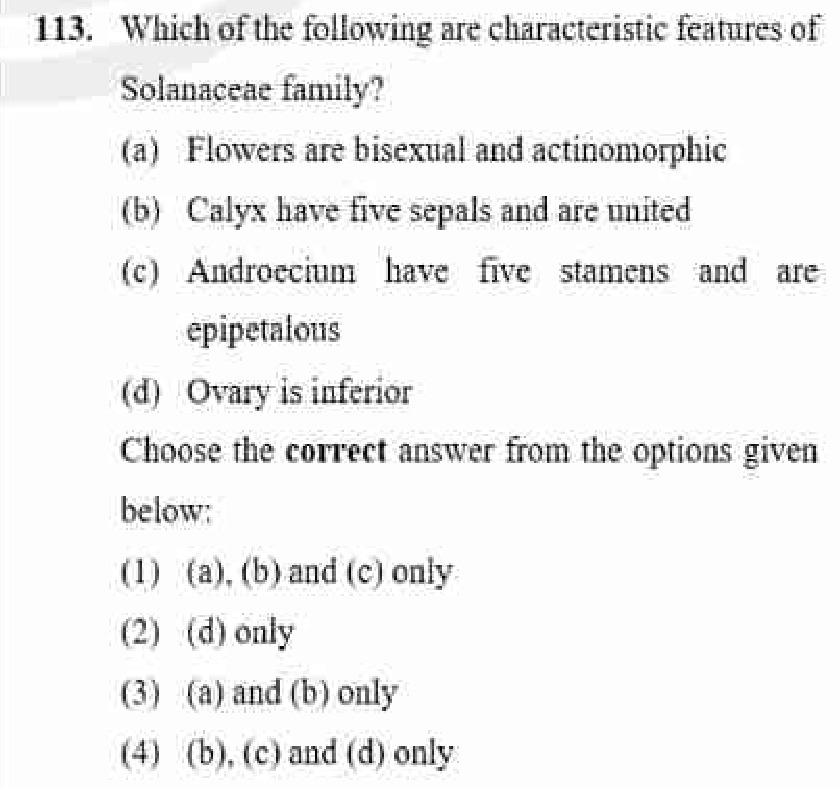 113. Which of the following are characteristic features of
Solanaceae family?
(a) Flowers are bisexual and actinomorphic
(b) Calyx have five sepals and are united
(c) Androecium have five stamens and are
epipetalous
(d) Ovary is inferior
Choose the correct answer from the options given
below:
(1) (a), (b) and (c) only
(2) (d) only
(3) (a) and (b) only
(4) (b), (c) and (d) only